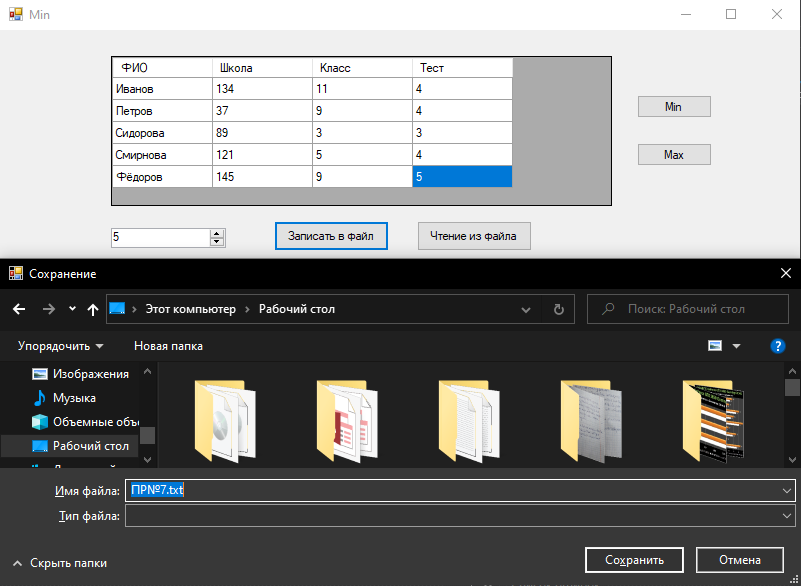 Min
ФИО Школа Класс Тест
Иванов 134 11 4
Петров 37 9 4
Сидорова 89 3 3
Смирнова 121 5 4
Фёдоров 145 9 5
Min
Max
5 Записать в файл Чтение из файла
Сохранение
Этот компьютер › Рабочий стол
Поиск: Рабочий стол
Упорядочить Новая папка
Изображения
Музыка
Объемные объе
Рабочий стол
Имя файла: ПР№7.txt
Тип файла:
Скрыть папки Сохранить Отмена